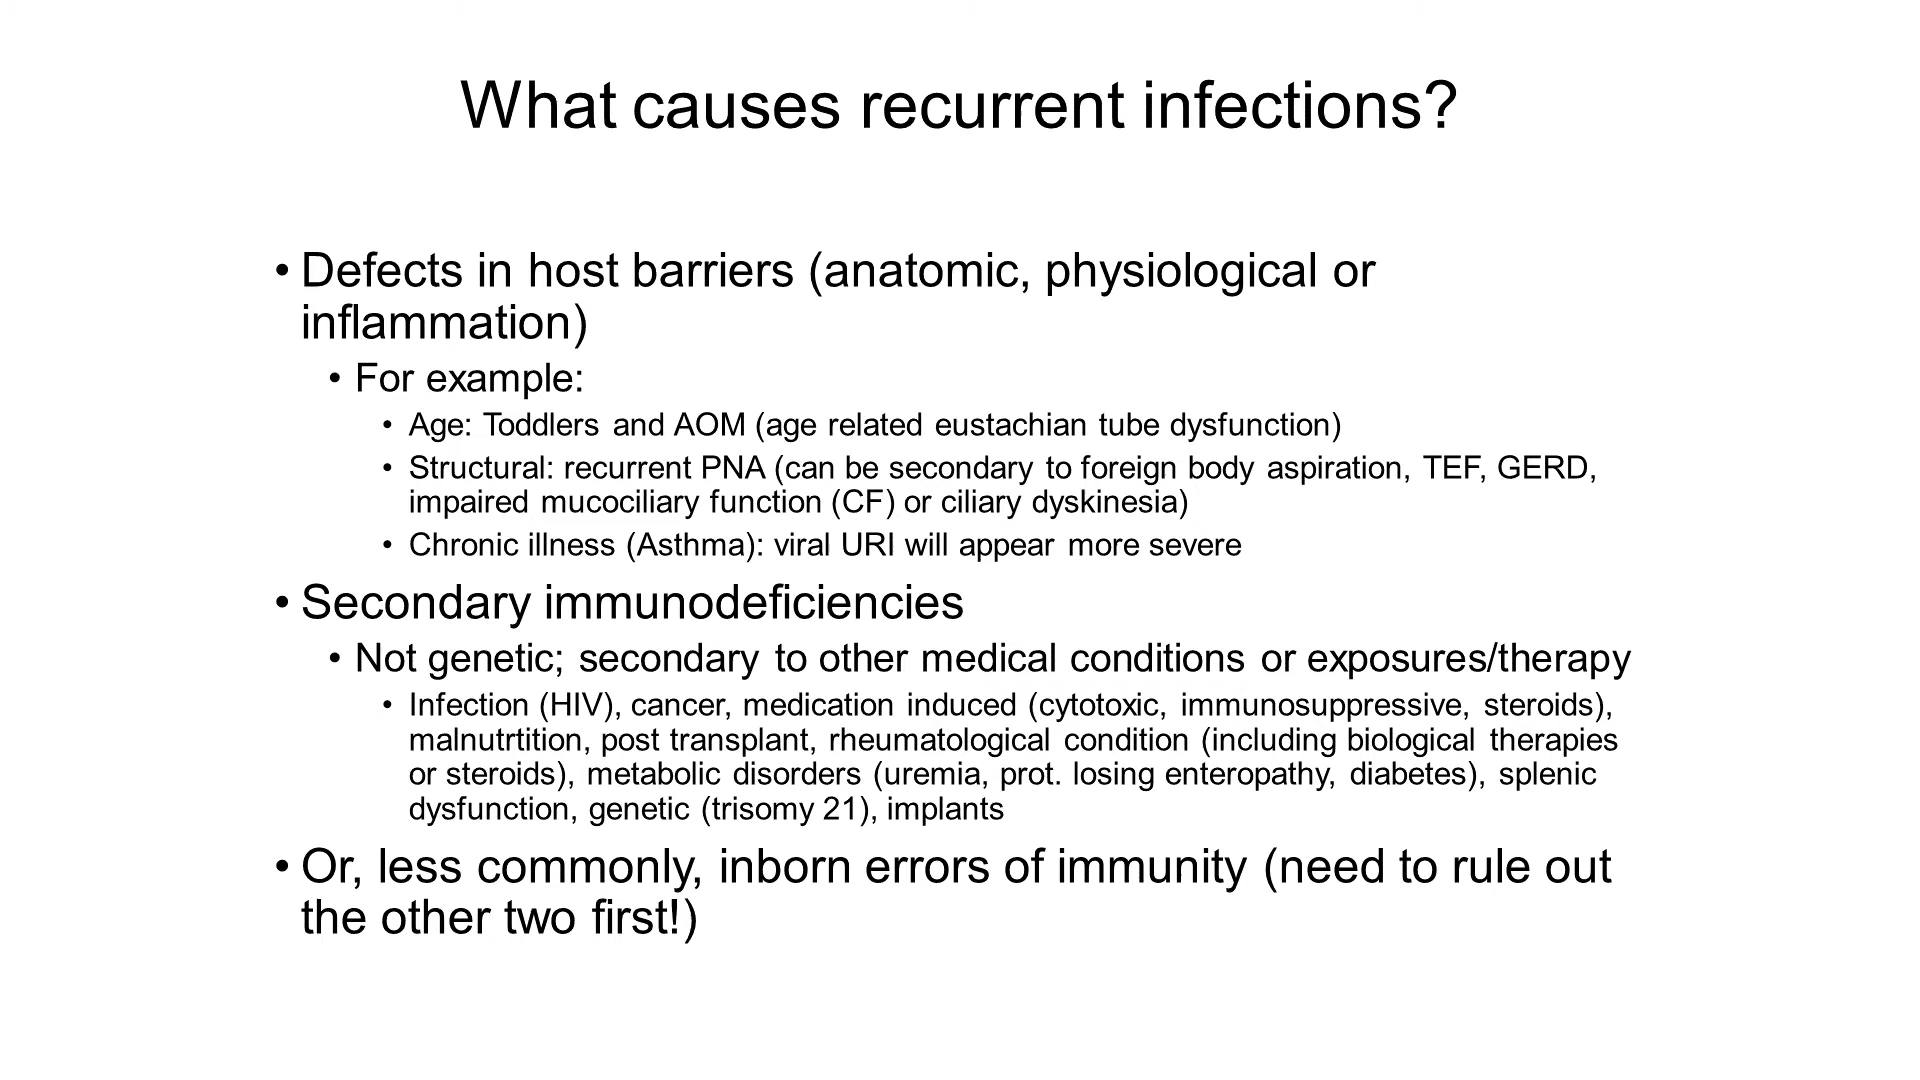 What causes recurrent infections?
• Defects in host barriers (anatomic, physiological or
inflammation)
• For example:
• Age: Toddlers and AOM (age related eustachian tube dysfunction)
• Structural: recurrent PNA (can be secondary to foreign body aspiration, TEF, GERD,
impaired mucociliary function (CF) or ciliary dyskinesia)
• Chronic illness (Asthma): viral URI will appear more severe
• Secondary immunodeficiencies
• Not genetic; secondary to other medical conditions or exposures/therapy
• Infection (HIV), cancer, medication induced (cytotoxic, immunosuppressive, steroids),
malnutrtition, post transplant, rheumatological condition (including biological therapies
or steroids), metabolic disorders (uremia, prot. losing enteropathy, diabetes), splenic
dysfunction, genetic (trisomy 21), implants
• Or, less commonly, inborn errors of immunity (need to rule out
the other two first!)